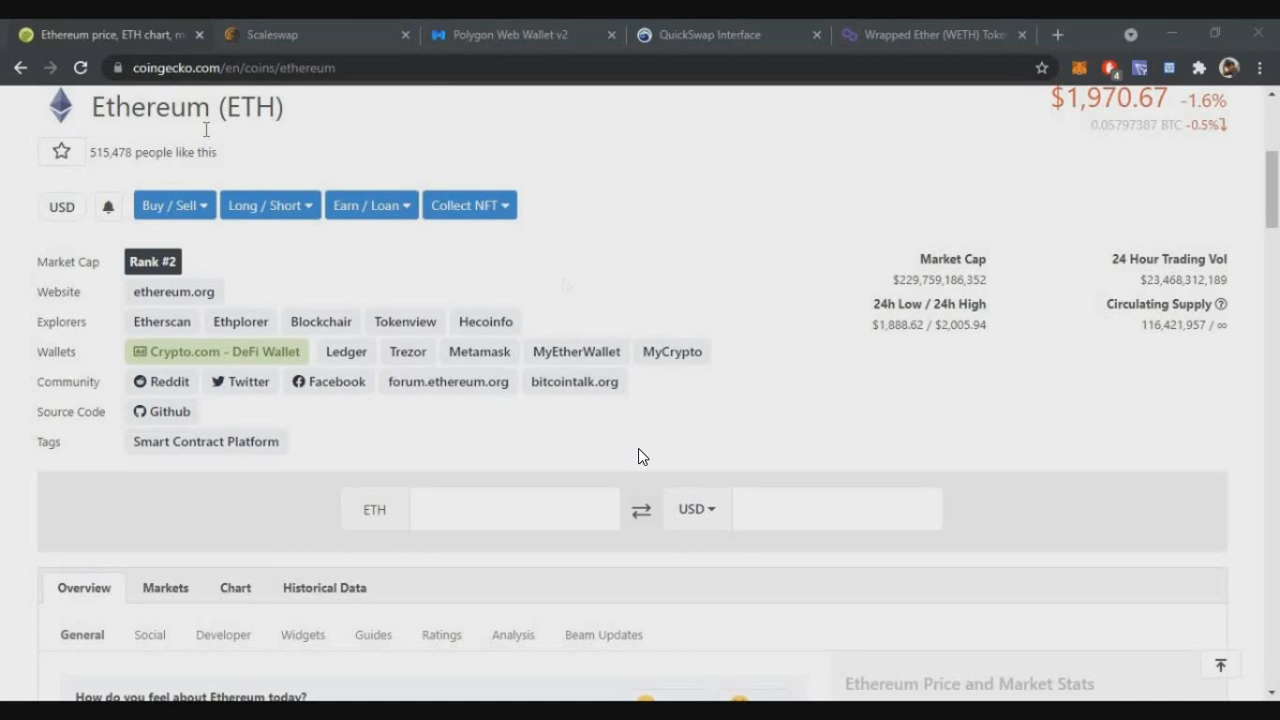 Ethereum price, ETH chart, m
Scaleswap
Polygon Web Wallet v2
QuickSwap Interface
Wrapped Ether (WETH) Toke
coingecko.com/en/coins/ethereum
4
Ethereum (ETH)
$1,970.67 -1.6%
0.05797387 BTC -0.5%
515,478 people like this
USD
Buy / Sell
Long / Short
Earn / Loan
Collect NFT
Market Cap Rank #2
Website ethereum.org
Explorers Etherscan Ethplorer Blockchair Tokenview Hecoinfo
Wallets Crypto.com - DeFi Wallet Ledger Trezor Metamask MyEtherWallet MyCrypto
Community Reddit Twitter Facebook forum.ethereum.org bitcointalk.org
Source Code Github
Tags Smart Contract Platform
Market Cap
$229,759,186,352
24h Low / 24h High
$1,888.62 / $2,005.94
24 Hour Trading Vol
$23,468,312,189
Circulating Supply
116,421,957 / ∞
ETH
USD
Overview Markets Chart Historical Data
General Social Developer Widgets Guides Ratings Analysis Beam Updates
How do you feel about Ethereum today?
Ethereum Price and Market Stats